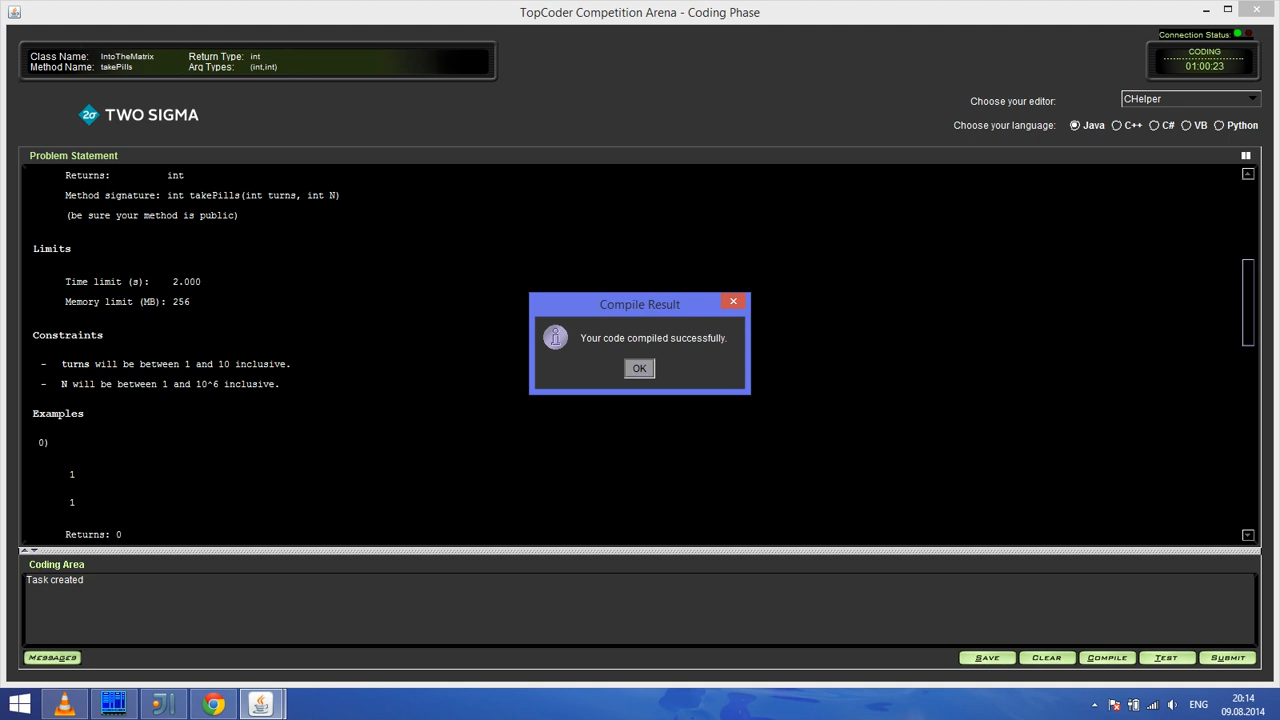 TopCoder Competition Arena - Coding Phase
Class Name: IntoTheMatrix Return Type: int
Method Name: takePills Arg Types: (int,int)
Connection Status:
CODING
01:00:23
2σ TWO SIGMA
Choose your editor: CHelper
Choose your language: Java C++ C# VB Python
Problem Statement
Returns: int
Method signature: int takePills(int turns, int N)
(be sure your method is public)
Limits
Time limit (s): 2.000
Memory limit (MB): 256
Constraints
- turns will be between 1 and 10 inclusive.
- N will be between 1 and 10^6 inclusive.
Examples
0)
1
1
Returns: 0
Compile Result
Your code compiled successfully.
OK
Coding Area
Task created
MESSAGES SAVE CLEAR COMPILE TEST SUBMIT
ENG
20:14
09.08.2014